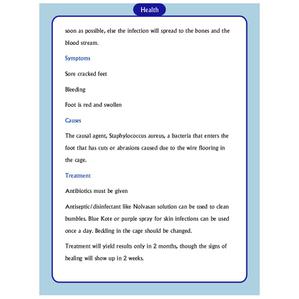 Health
soon as possible, else the infection will spread to the bones and the
blood stream.
Symptoms
Sore cracked feet
Bleeding
Foot is red and swollen
Causes
The causal agent, Staphylococcus aureus, a bacteria that enters the
foot that has cuts or abrasions caused due to the wire flooring in
the cage.
Treatment
Antibiotics must be given
Antiseptic/disinfectant like Nolvasan solution can be used to clean
bumbles. Blue Kote or purple spray for skin infections can be used
once a day. Bedding in the cage should be changed.
Treatment will yield results only in 2 months, though the signs of
healing will show up in 2 weeks.